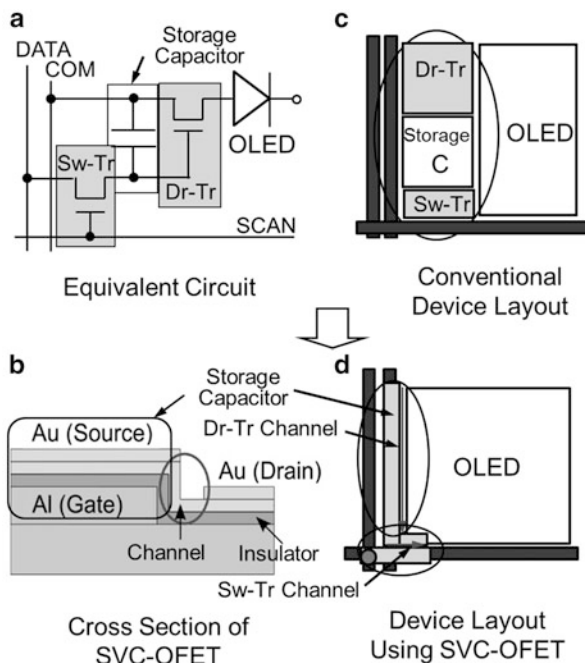 a
DATA
COM
Storage
Capacitor
OLED
Sw-Tr
Dr-Tr
SCAN
Equivalent Circuit
c
Dr-Tr
Storage
C
Sw-Tr
OLED
Conventional
Device Layout
b
Storage
Capacitor
Dr-Tr Channel
Au (Source)
Au (Drain)
Al (Gate)
Channel
Insulator
Sw-Tr Channel
Cross Section of
SVC-OFET
d
OLED
Device Layout
Using SVC-OFET